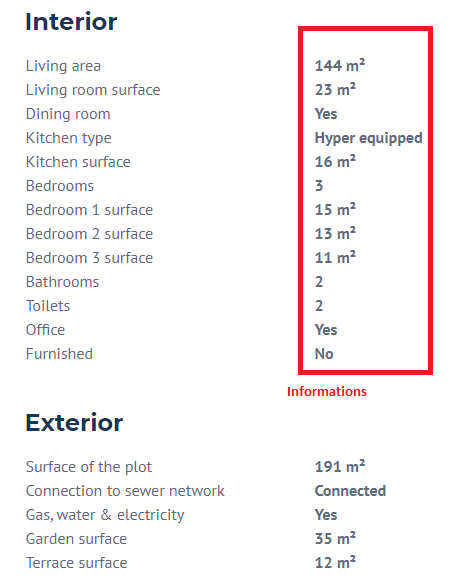 Interior
Living area 144 m²
Living room surface 23 m²
Dining room Yes
Kitchen type Hyper equipped
Kitchen surface 16 m²
Bedrooms 3
Bedroom 1 surface 15 m²
Bedroom 2 surface 13 m²
Bedroom 3 surface 11 m²
Bathrooms 2
Toilets 2
Office Yes
Furnished No
Informations
Exterior
Surface of the plot 191 m²
Connection to sewer network Connected
Gas, water & electricity Yes
Garden surface 35 m²
Terrace surface 12 m²